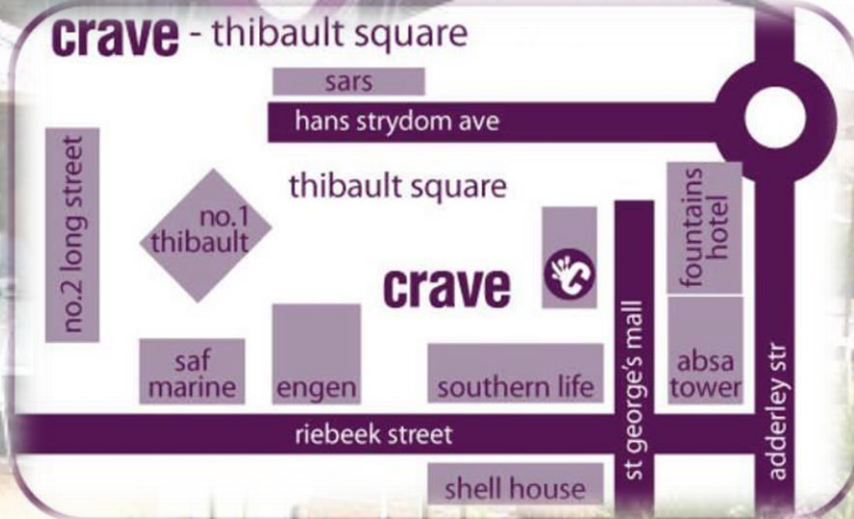 crave - thibault square
sars
hans strydom ave
no.2 long street
no.1
thibault
thibault square
fountains
hotel
crave
saf
marine
engen
southern life
st george's mall
absa
tower
adderley str
riebeek street
shell house